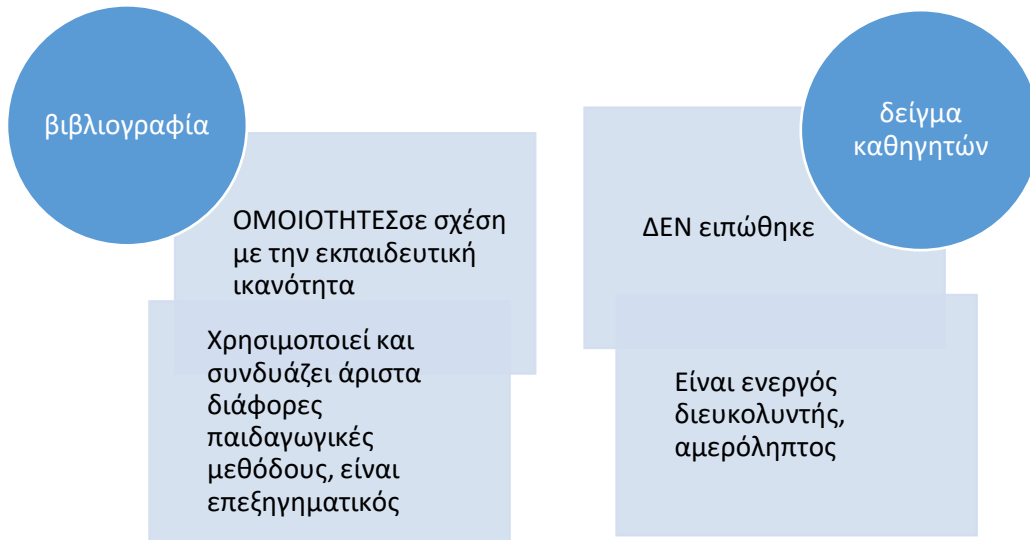 βιβλιογραφία
ΟΜΟΙΟΤΗΤΕΣσε σχέση
με την εκπαιδευτική
ικανότητα
Χρησιμοποιεί και
συνδυάζει άριστα
διάφορες
παιδαγωγικές
μεθόδους, είναι
επεξηγηματικός
δείγμα
καθηγητών
ΔΕΝ ειπώθηκε
Είναι ενεργός
διευκολυντής,
αμερόληπτος